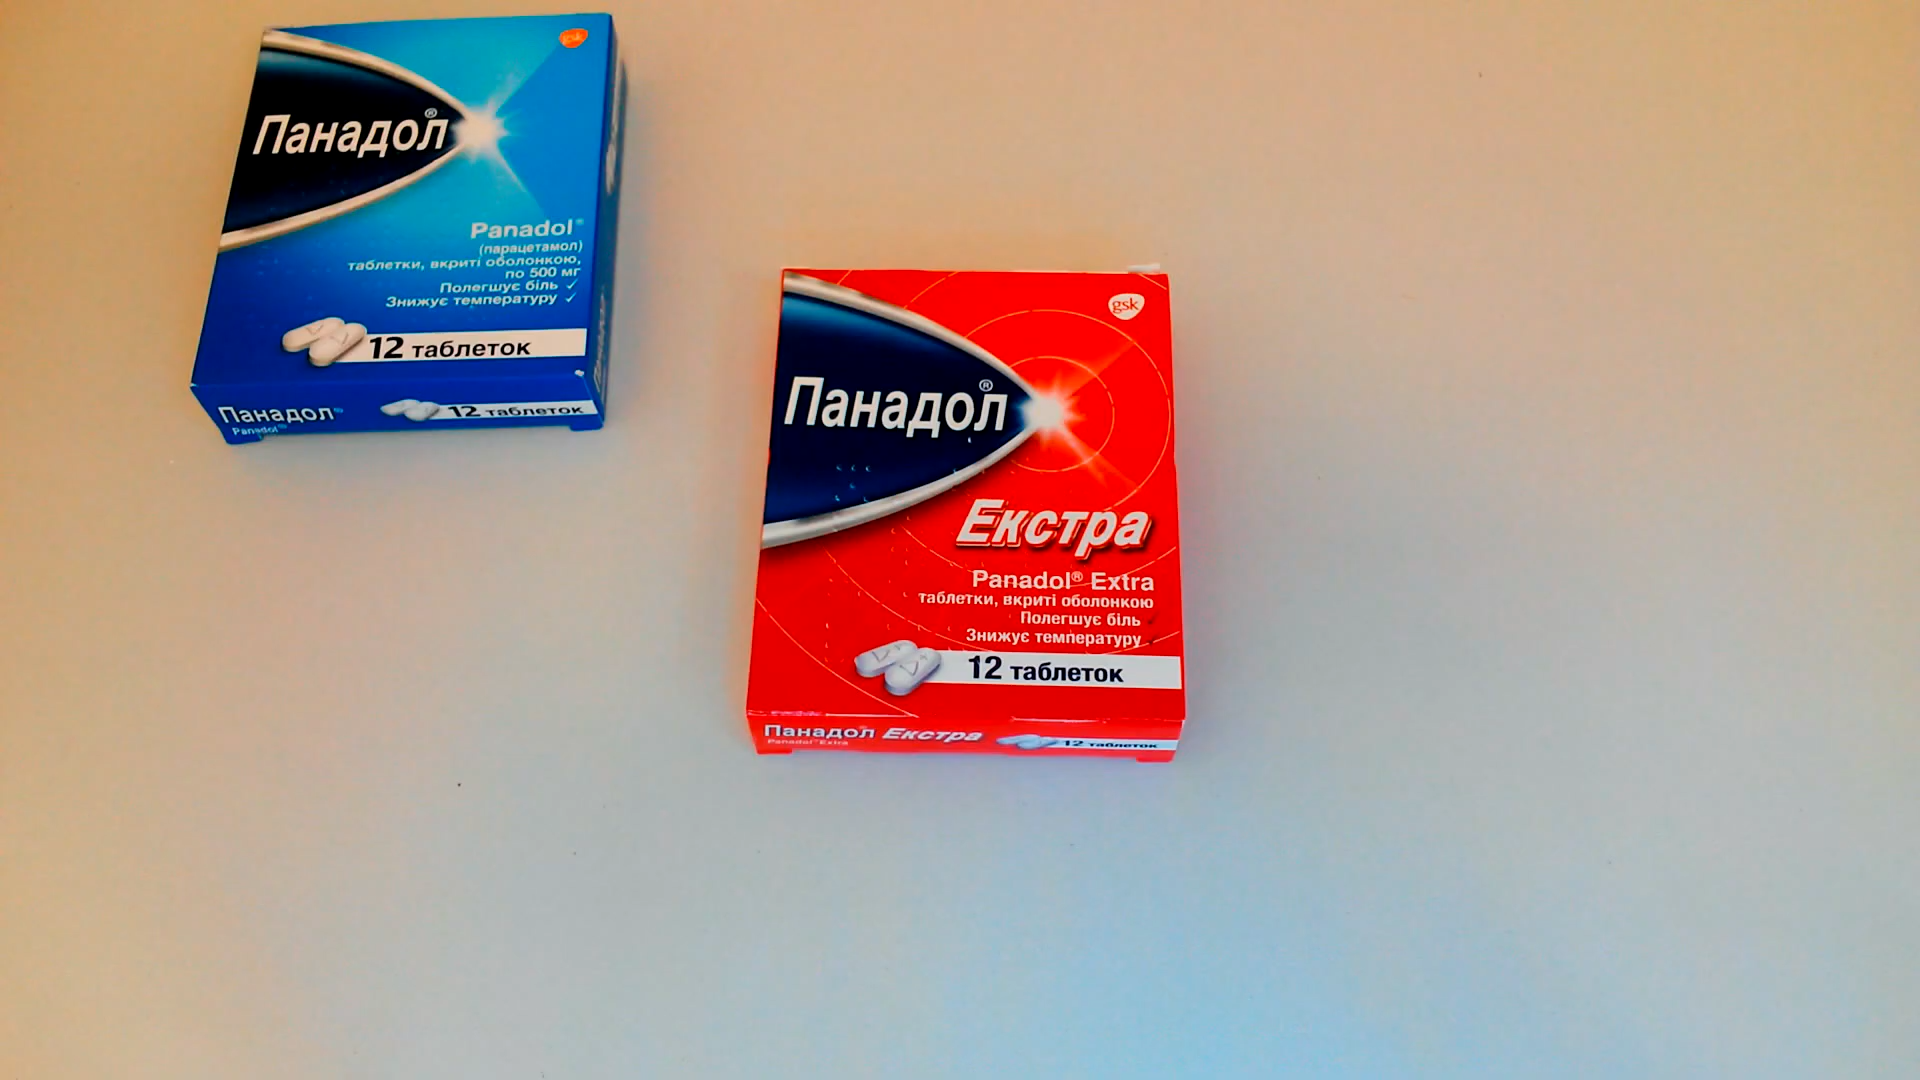 gsk
Панадол®
Panadol®
(парацетамол)
таблетки, вкриті оболонкою,
по 500 мг
Полегшує біль ✓
Знижує температуру ✓
12 таблеток
Панадол®
Panadol®
12 таблеток
gsk
Панадол®
Екстра
Panadol® Extra
таблетки, вкриті оболонкою
Полегшує біль
Знижує температуру
12 таблеток
Панадол Екстра
Panadol Extra
12 таблеток